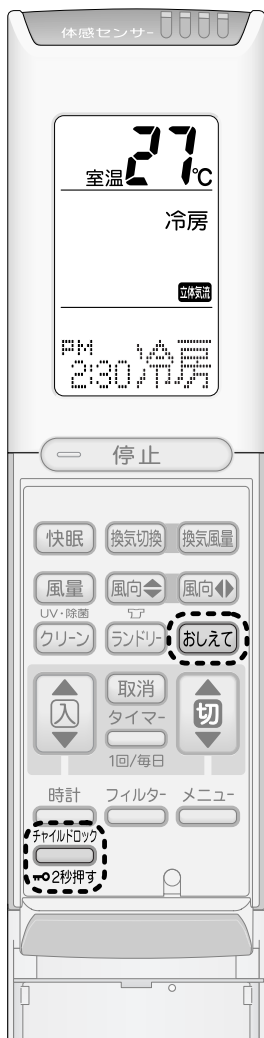 体感センサー
室温27℃
冷房
立体気流
PM 2:30 冷房
停止
快眠 換気切換 換気風量
風量 風向 風向
UV・除菌
クリーン ランドリー おしえて
入 取消 切
タイマー
1回/毎日
時計 フィルター メニュー
チャイルドロック
2秒押す